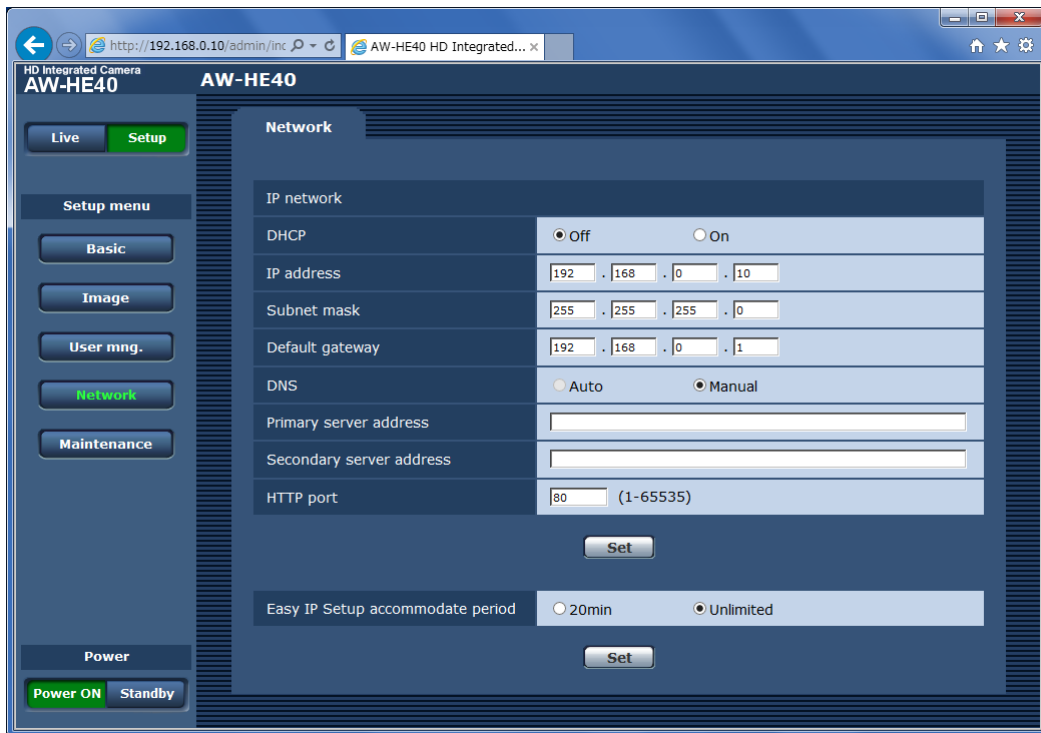 http://192.168.0.10/admin/inc
AW-HE40 HD Integrated...
HD Integrated Camera
AW-HE40
AW-HE40
Live
Setup
Network
Setup menu
Basic
Image
User mng.
Network
Maintenance
IP network
DHCP
Off
On
IP address
192 . 168 . 0 . 10
Subnet mask
255 . 255 . 255 . 0
Default gateway
192 . 168 . 0 . 1
DNS
Auto
Manual
Primary server address
Secondary server address
HTTP port
80 (1-65535)
Set
Easy IP Setup accommodate period
20min
Unlimited
Set
Power
Power ON
Standby